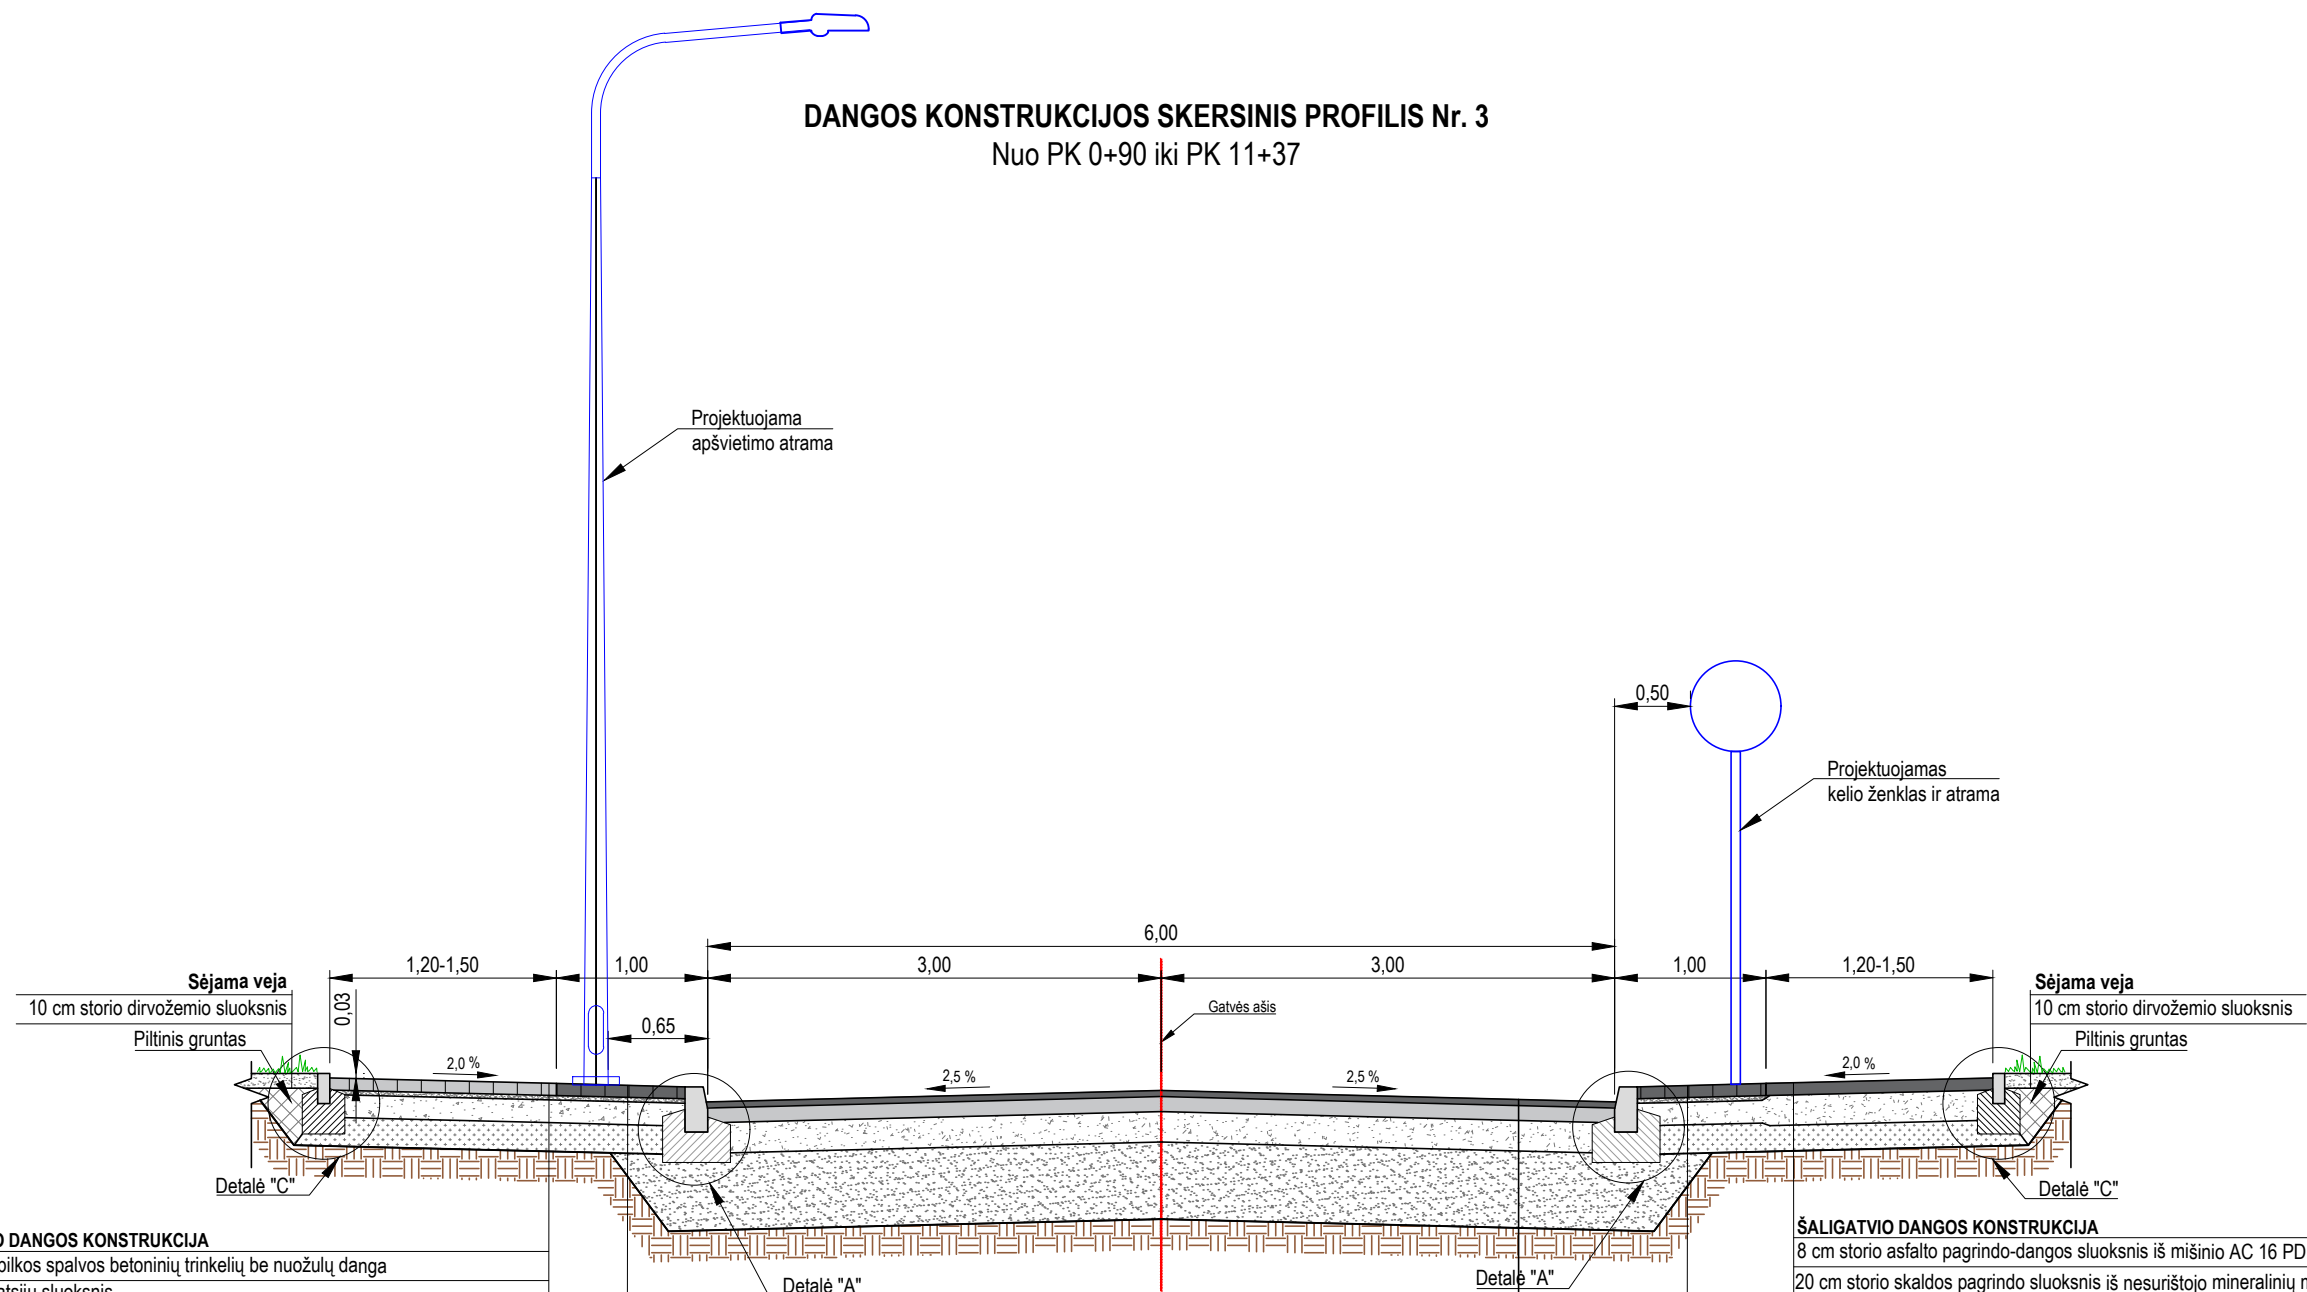 DANGOS KONSTRUKCIJOS SKERSINIS PROFILIS Nr. 3
Nuo PK 0+90 iki PK 11+37
Projektuojama
apšvietimo atrama
0,50
Projektuojamas
kelio ženklas ir atrama
6,00
1,20-1,50
1,00
3,00
3,00
1,00
1,20-1,50
Sėjama veja
10 cm storio dirvožemio sluoksnis
Piltinis gruntas
0,03
0,65
Gatvės ašis
Sėjama veja
10 cm storio dirvožemio sluoksnis
Piltinis gruntas
2,0 %
2,5 %
2,5 %
2,0 %
Detalė "C"
Detalė "A"
Detalė "A"
Detalė "C"
DANGOS KONSTRUKCIJA
pilkos spalvos betoninių trinkelių be nuožulų danga
sluoksnis
ŠALIGATVIO DANGOS KONSTRUKCIJA
8 cm storio asfalto pagrindo-dangos sluoksnis iš mišinio AC 16 PD
20 cm storio skaldos pagrindo sluoksnis iš nesurištojo mineralinių